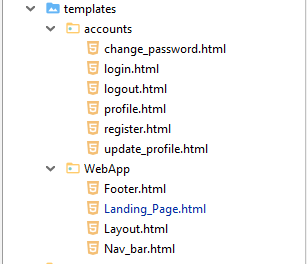 templates
accounts
change_password.html
login.html
logout.html
profile.html
register.html
update_profile.html
WebApp
Footer.html
Landing_Page.html
Layout.html
Nav_bar.html